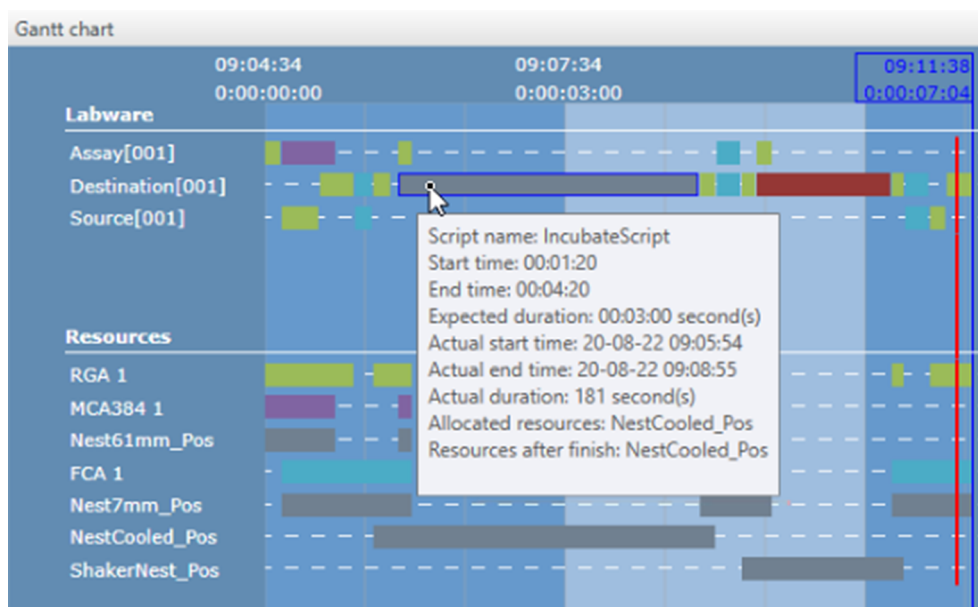 Gantt chart
09:04:34 09:07:34 09:11:38
0:00:00:00 0:00:03:00 0:00:07:04
Labware
Assay[001]
Destination[001]
Source[001]
Script name: IncubateScript
Start time: 00:01:20
End time: 00:04:20
Expected duration: 00:03:00 second(s)
Actual start time: 20-08-22 09:05:54
Actual end time: 20-08-22 09:08:55
Actual duration: 181 second(s)
Allocated resources: NestCooled_Pos
Resources after finish: NestCooled_Pos
Resources
RGA 1
MCA384 1
Nest61mm_Pos
FCA 1
Nest7mm_Pos
NestCooled_Pos
ShakerNest_Pos